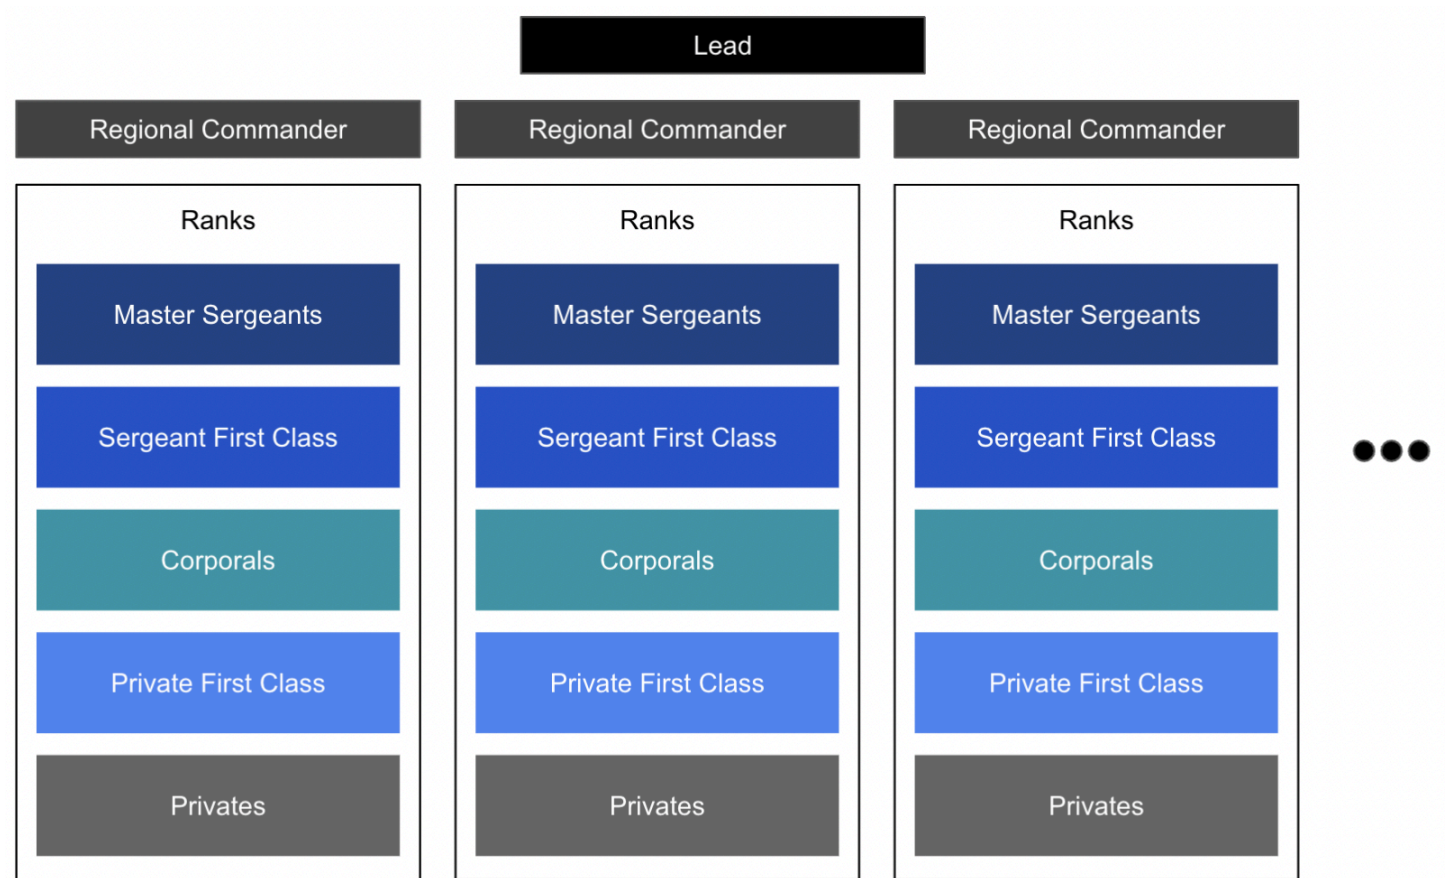 Lead
Regional Commander
Regional Commander
Regional Commander
Ranks
Master Sergeants
Sergeant First Class
Corporals
Private First Class
Privates
Ranks
Master Sergeants
Sergeant First Class
Corporals
Private First Class
Privates
Ranks
Master Sergeants
Sergeant First Class
Corporals
Private First Class
Privates